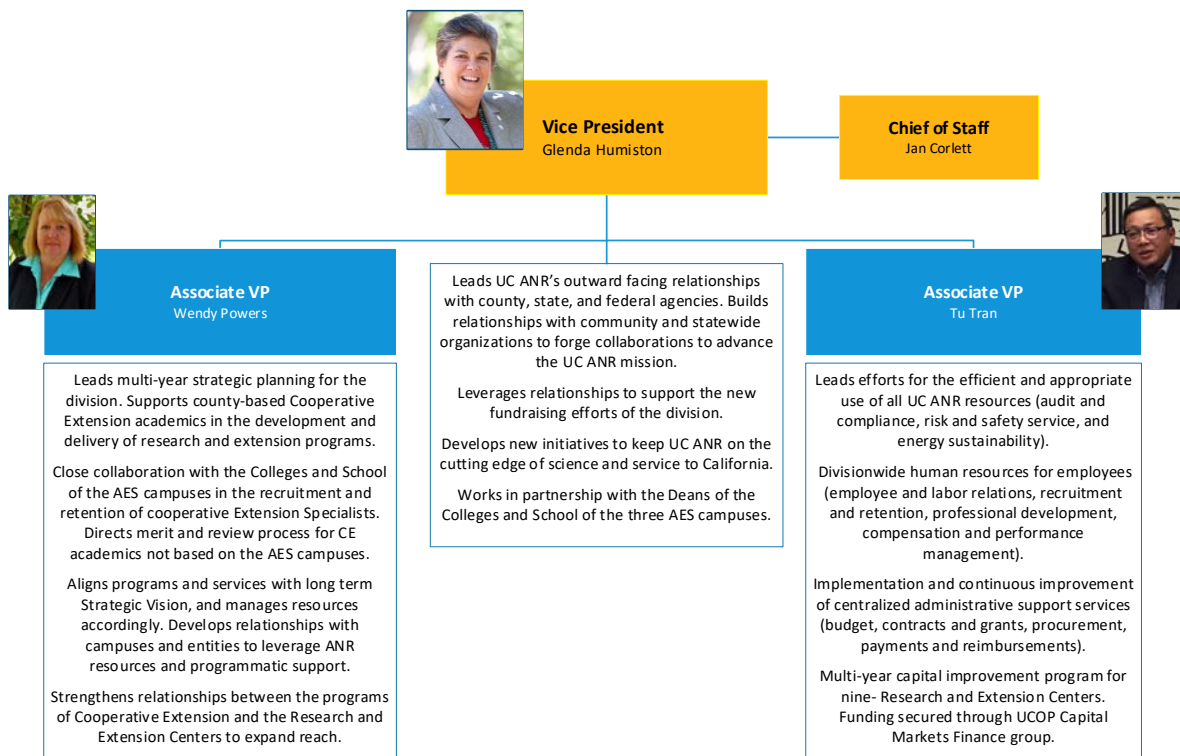 Vice President
Glenda Humiston
Chief of Staff
Jan Corlett
Associate VP
Wendy Powers
Leads multi-year strategic planning for the
division. Supports county-based Cooperative
Extension academics in the development and
delivery of research and extension programs.
Close collaboration with the Colleges and School
of the AES campuses in the recruitment and
retention of cooperative Extension Specialists.
Directs merit and review process for CE
academics not based on the AES campuses.
Aligns programs and services with long term
Strategic Vision, and manages resources
accordingly. Develops relationships with
campuses and entities to leverage ANR
resources and programmatic support.
Strengthens relationships between the programs
of Cooperative Extension and the Research and
Extension Centers to expand reach.
Leads UC ANR’s outward facing relationships
with county, state, and federal agencies. Builds
relationships with community and statewide
organizations to forge collaborations to advance
the UC ANR mission.
Leverages relationships to support the new
fundraising efforts of the division.
Develops new initiatives to keep UC ANR on the
cutting edge of science and service to California.
Works in partnership with the Deans of the
Colleges and School of the three AES campuses.
Associate VP
Tu Tran
Leads efforts for the efficient and appropriate
use of all UC ANR resources (audit and
compliance, risk and safety service, and
energy sustainability).
Divisionwide human resources for employees
(employee and labor relations, recruitment
and retention, professional development,
compensation and performance
management).
Implementation and continuous improvement
of centralized administrative support services
(budget, contracts and grants, procurement,
payments and reimbursements).
Multi-year capital improvement program for
nine- Research and Extension Centers.
Funding secured through UCOP Capital
Markets Finance group.